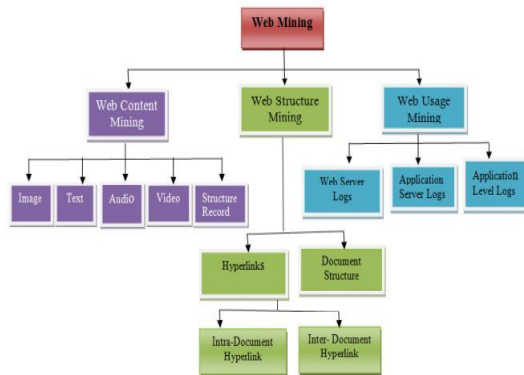 Web Mining
Web Content
Mining
Web Structure
Mining
Web Usage
Mining
Image
Text
Audio
Video
Structure
Record
Web Server
Logs
Application
Server Logs
Application
Level Logs
Hyperlinks
Document
Structure
Intra-Document
Hyperlink
Inter- Document
Hyperlink